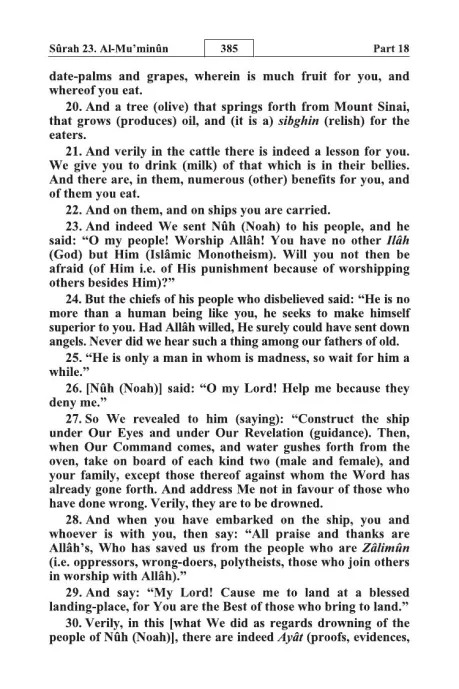 Sûrah 23. Al-Mu’minûn 385 Part 18
date-palms and grapes, wherein is much fruit for you, and
whereof you eat.
20. And a tree (olive) that springs forth from Mount Sinai,
that grows (produces) oil, and (it is a) sibghin (relish) for the
eaters.
21. And verily in the cattle there is indeed a lesson for you.
We give you to drink (milk) of that which is in their bellies.
And there are, in them, numerous (other) benefits for you, and
of them you eat.
22. And on them, and on ships you are carried.
23. And indeed We sent Nûh (Noah) to his people, and he
said: “O my people! Worship Allâh! You have no other Ilâh
(God) but Him (Islâmic Monotheism). Will you not then be
afraid (of Him i.e. of His punishment because of worshipping
others besides Him)?”
24. But the chiefs of his people who disbelieved said: “He is no
more than a human being like you, he seeks to make himself
superior to you. Had Allâh willed, He surely could have sent down
angels. Never did we hear such a thing among our fathers of old.
25. “He is only a man in whom is madness, so wait for him a
while.”
26. [Nûh (Noah)] said: “O my Lord! Help me because they
deny me.”
27. So We revealed to him (saying): “Construct the ship
under Our Eyes and under Our Revelation (guidance). Then,
when Our Command comes, and water gushes forth from the
oven, take on board of each kind two (male and female), and
your family, except those thereof against whom the Word has
already gone forth. And address Me not in favour of those who
have done wrong. Verily, they are to be drowned.
28. And when you have embarked on the ship, you and
whoever is with you, then say: “All praise and thanks are
Allâh’s, Who has saved us from the people who are Zâlimûn
(i.e. oppressors, wrong-doers, polytheists, those who join others
in worship with Allâh).”
29. And say: “My Lord! Cause me to land at a blessed
landing-place, for You are the Best of those who bring to land.”
30. Verily, in this [what We did as regards drowning of the
people of Nûh (Noah)], there are indeed Ayât (proofs, evidences,